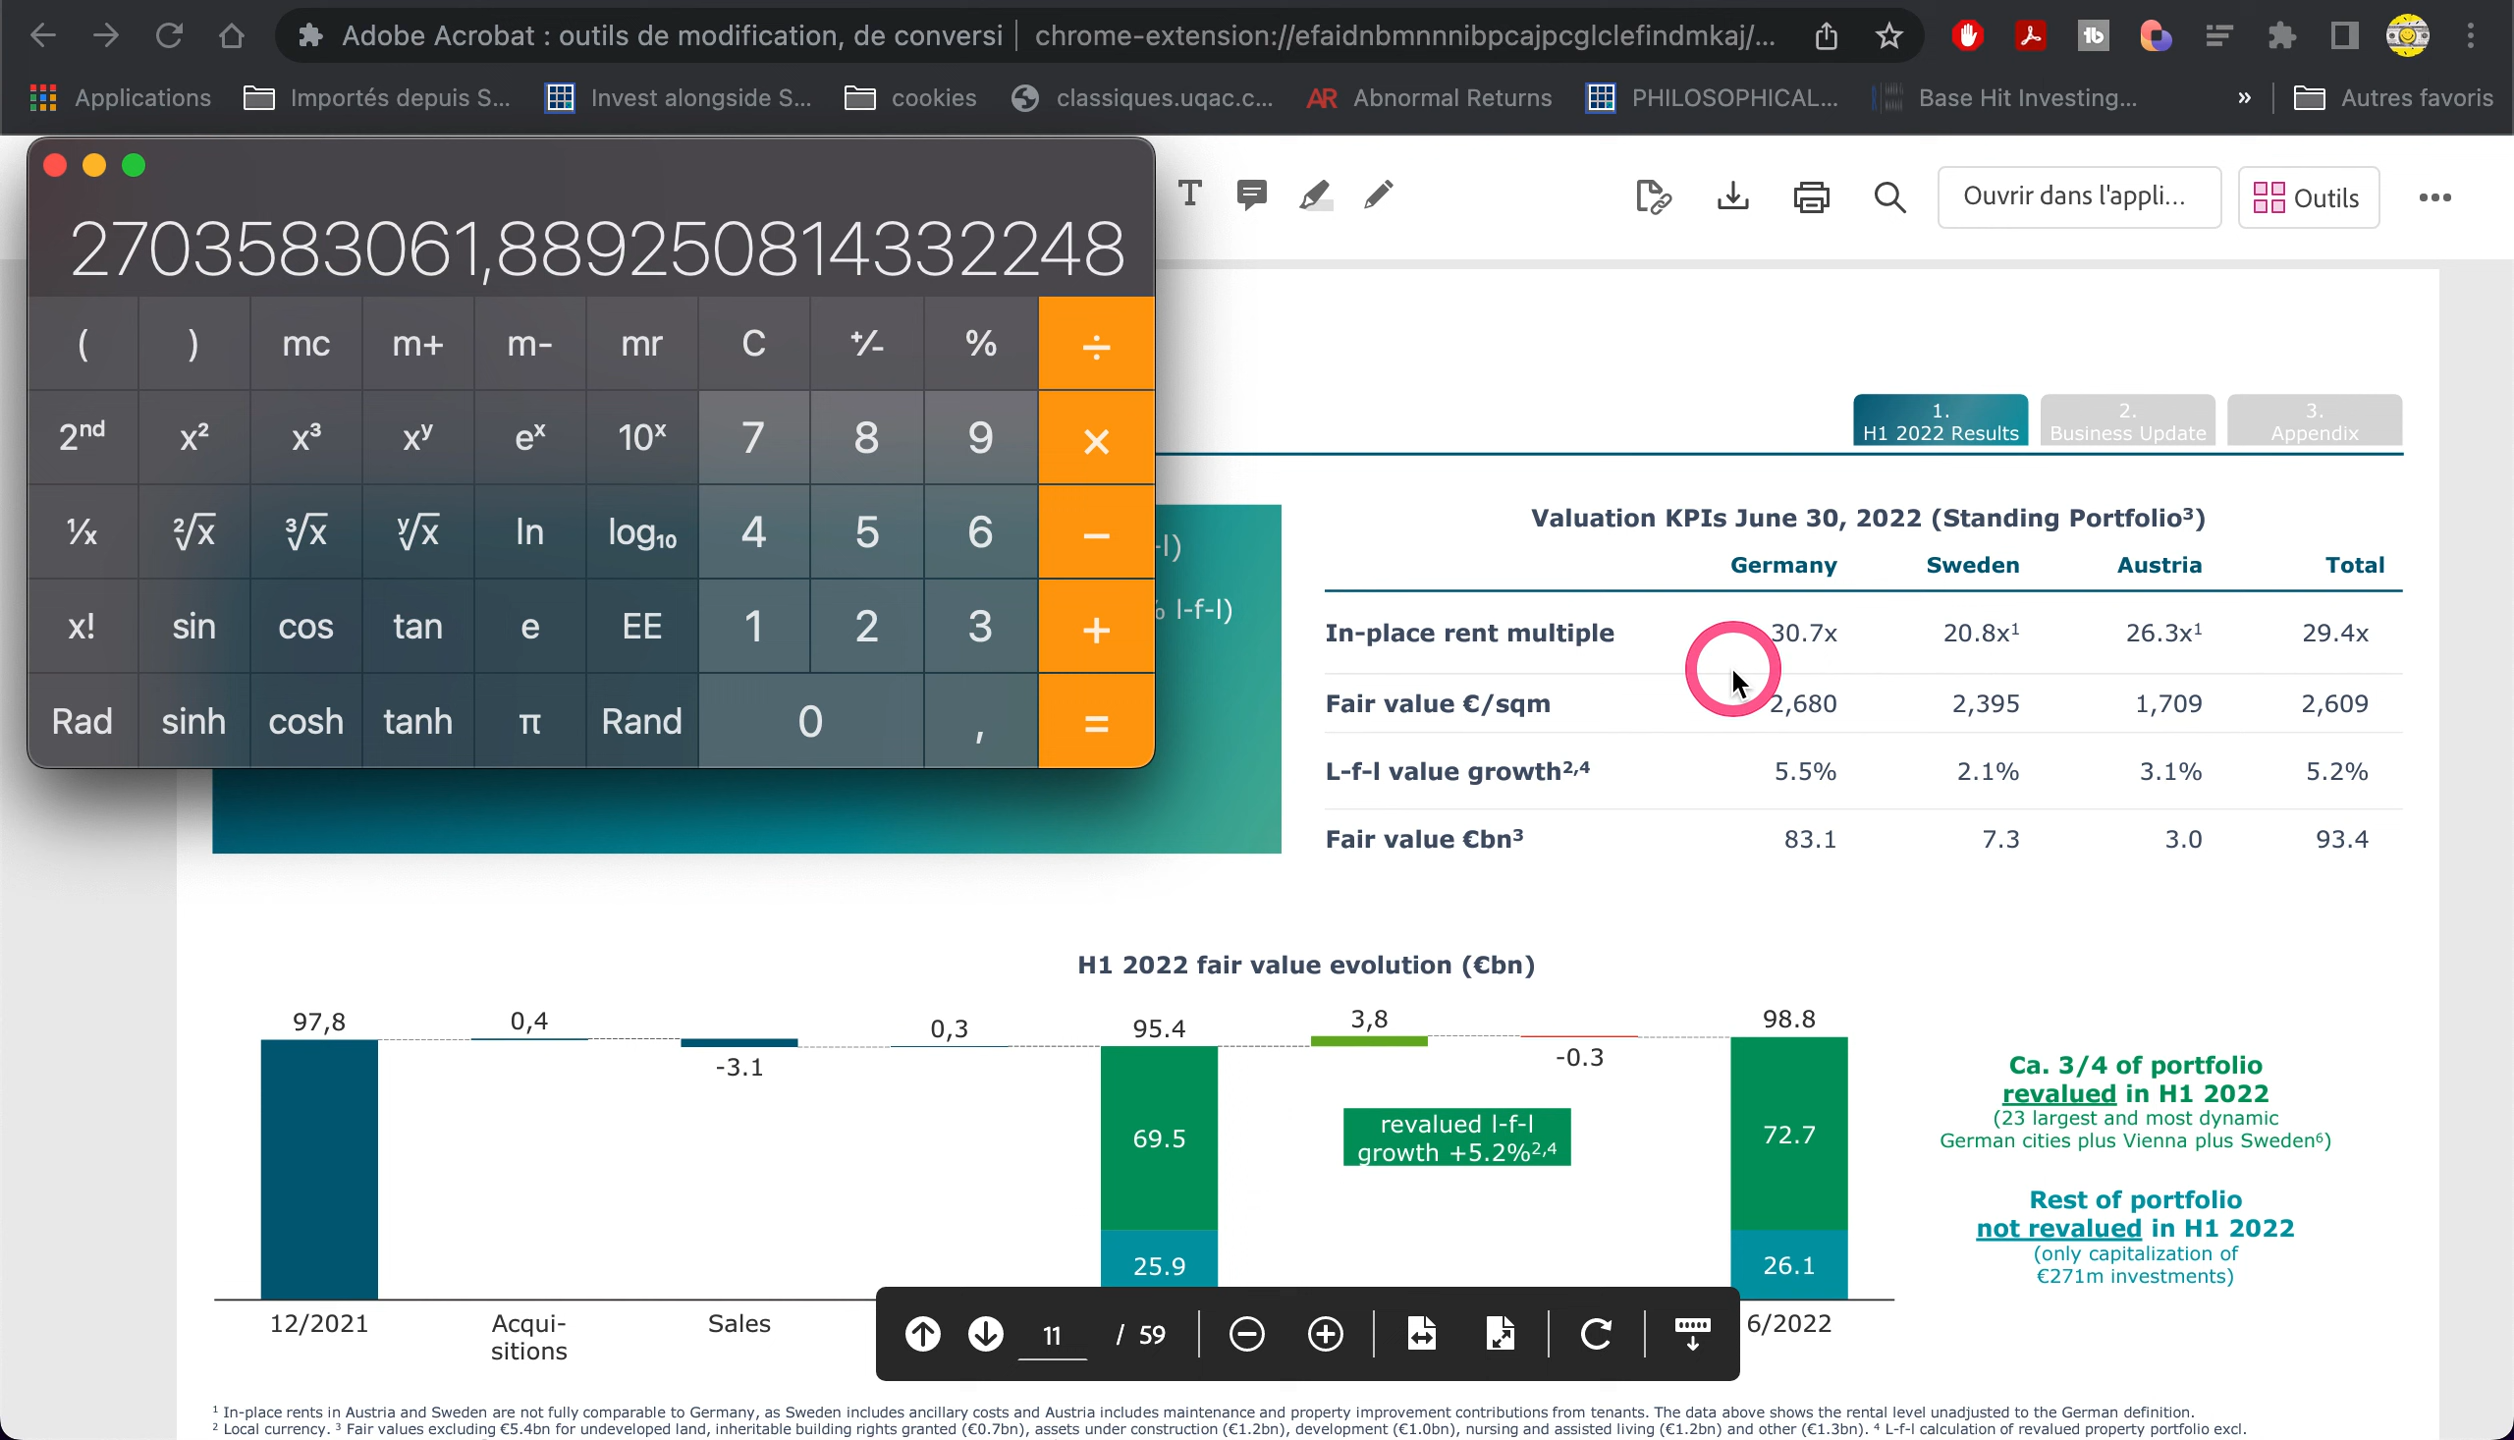 Adobe Acrobat : outils de modification, de conversi
chrome-extension://efaidnbmnnnibpcajpcglclefindmkaj/...
Applications
Importés depuis S...
Invest alongside S...
cookies
classiques.uqac.c...
AR Abnormal Returns
PHILOSOPHICAL...
Base Hit Investing...
»
Autres favoris
2703583061,889250814332248
( ) mc m+ m- mr C ⁺∕₋ % ÷
2ⁿᵈ x² x³ xʸ eˣ 10ˣ 7 8 9 ×
¹∕x ²√x ³√x ʸ√x ln log₁₀ 4 5 6 −
x! sin cos tan e EE 1 2 3 +
Rad sinh cosh tanh π Rand 0 , =
T
Ouvrir dans l'appli...
Outils
1.
H1 2022 Results
2.
Business Update
3.
Appendix
-l)
% l-f-l)
Valuation KPIs June 30, 2022 (Standing Portfolio³)
Germany Sweden Austria Total
In-place rent multiple 30.7x 20.8x¹ 26.3x¹ 29.4x
Fair value €/sqm 2,680 2,395 1,709 2,609
L-f-l value growth²,⁴ 5.5% 2.1% 3.1% 5.2%
Fair value €bn³ 83.1 7.3 3.0 93.4
H1 2022 fair value evolution (€bn)
97,8
0,4
-3.1
0,3
95.4
3,8
-0.3
98.8
69.5
25.9
revalued l-f-l
growth +5.2%²,⁴
72.7
26.1
Ca. 3/4 of portfolio
revalued in H1 2022
(23 largest and most dynamic
German cities plus Vienna plus Sweden⁶)
Rest of portfolio
not revalued in H1 2022
(only capitalization of
€271m investments)
12/2021
Acqui-
sitions
Sales
6/2022
11 / 59
¹ In-place rents in Austria and Sweden are not fully comparable to Germany, as Sweden includes ancillary costs and Austria includes maintenance and property improvement contributions from tenants. The data above shows the rental level unadjusted to the German definition.
² Local currency. ³ Fair values excluding €5.4bn for undeveloped land, inheritable building rights granted (€0.7bn), assets under construction (€1.2bn), development (€1.0bn), nursing and assisted living (€1.2bn) and other (€1.3bn). ⁴ L-f-l calculation of revalued property portfolio excl.